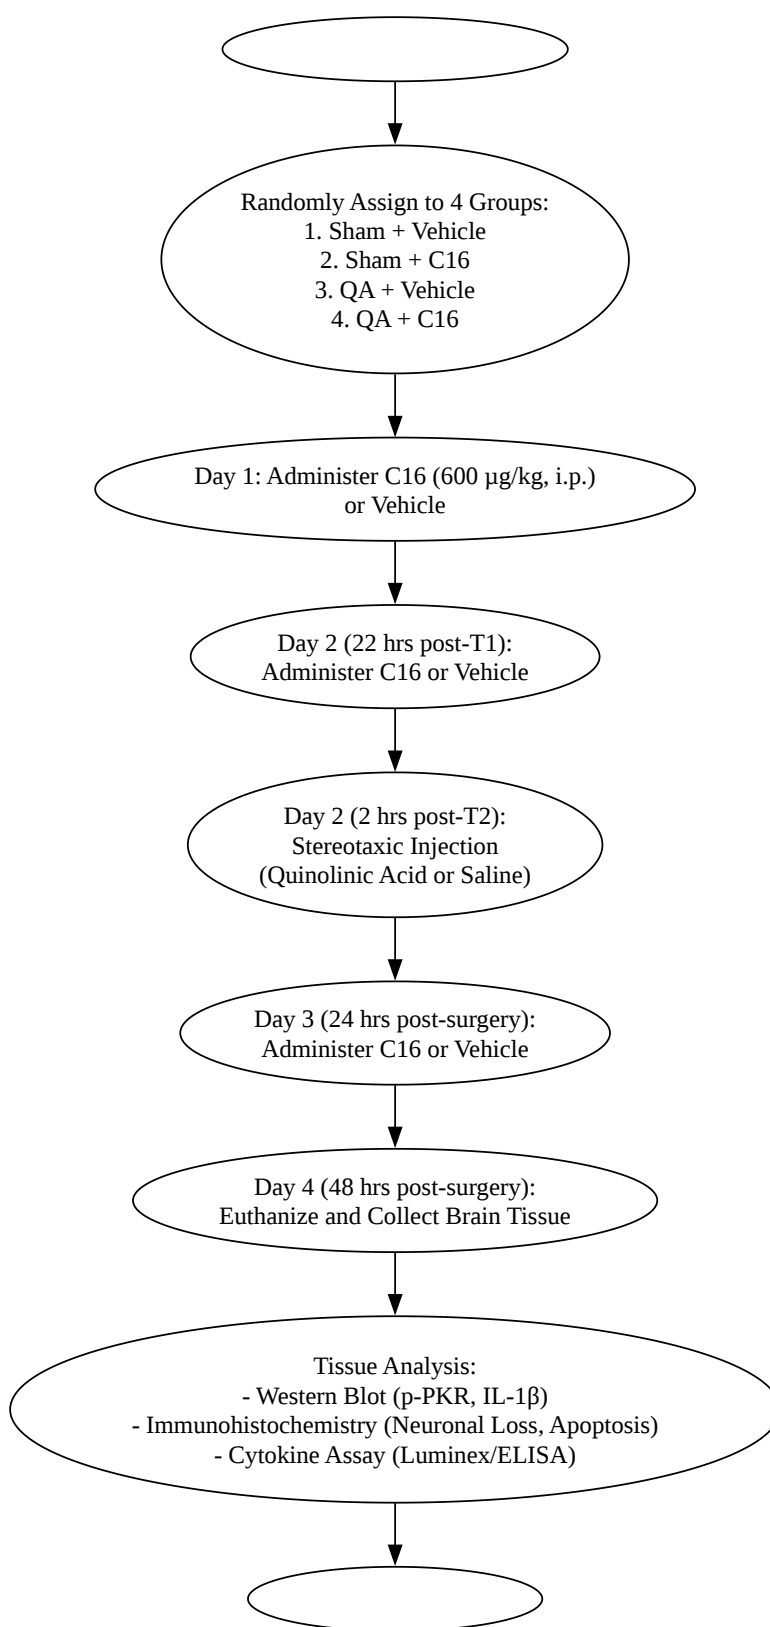 Randomly Assign to 4 Groups:
1. Sham + Vehicle
2. Sham + C16
3. QA + Vehicle
4. QA + C16
Day 1: Administer C16 (600 µg/kg, i.p.)
or Vehicle
Day 2 (22 hrs post-T1):
Administer C16 or Vehicle
Day 2 (2 hrs post-T2):
Stereotaxic Injection
(Quinolinic Acid or Saline)
Day 3 (24 hrs post-surgery):
Administer C16 or Vehicle
Day 4 (48 hrs post-surgery):
Euthanize and Collect Brain Tissue
Tissue Analysis:
- Western Blot (p-PKR, IL-1β)
- Immunohistochemistry (Neuronal Loss, Apoptosis)
- Cytokine Assay (Luminex/ELISA)